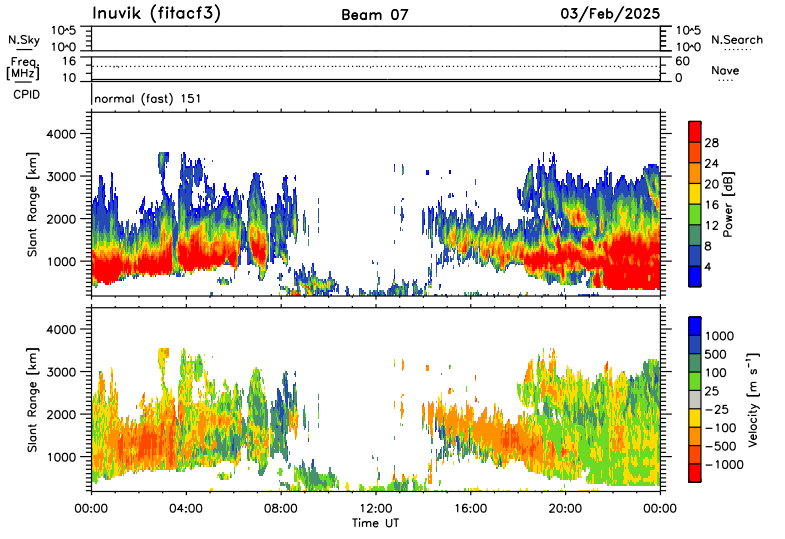 Inuvik (fitacf3)
Beam 07
03/Feb/2025
N.Sky
10^5
10^0
10^5
10^0
N.Search
Freq.
[MHz]
16
10
60
0
Nave
CPID
normal (fast) 151
Slant Range [km]
4000
3000
2000
1000
28
24
20
16
12
8
4
Power [dB]
Slant Range [km]
4000
3000
2000
1000
1000
500
100
25
−25
−100
−500
−1000
Velocity [m s⁻¹]
00:00
04:00
08:00
12:00
16:00
20:00
00:00
Time UT